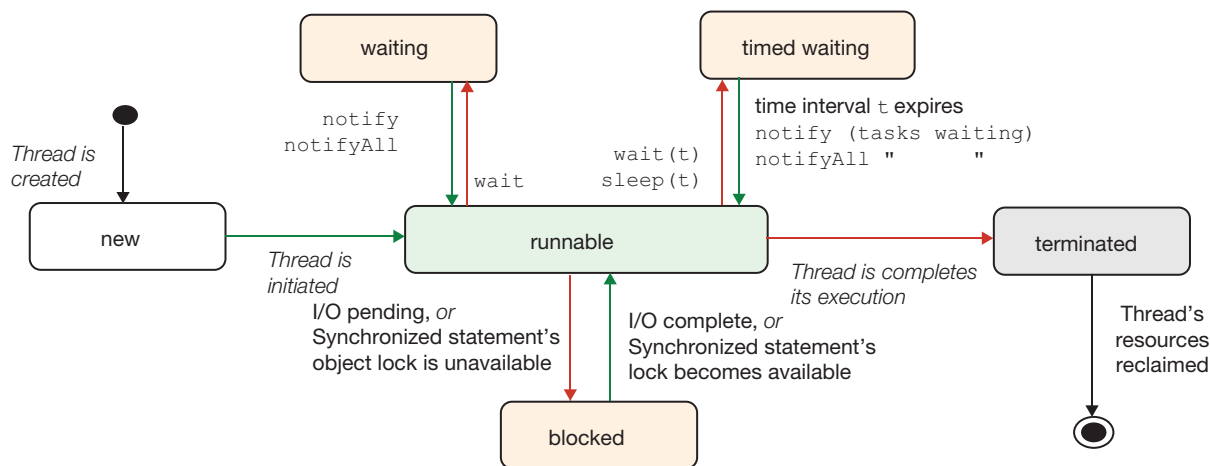 waiting
timed waiting
notify
notifyAll
wait
time interval t expires
notify (tasks waiting)
notifyAll "       "
wait(t)
sleep(t)
Thread is
created
new
Thread is
initiated
runnable
Thread is completes
its execution
terminated
I/O pending, or
Synchronized statement's
object lock is unavailable
I/O complete, or
Synchronized statement's
lock becomes available
Thread's
resources
reclaimed
blocked